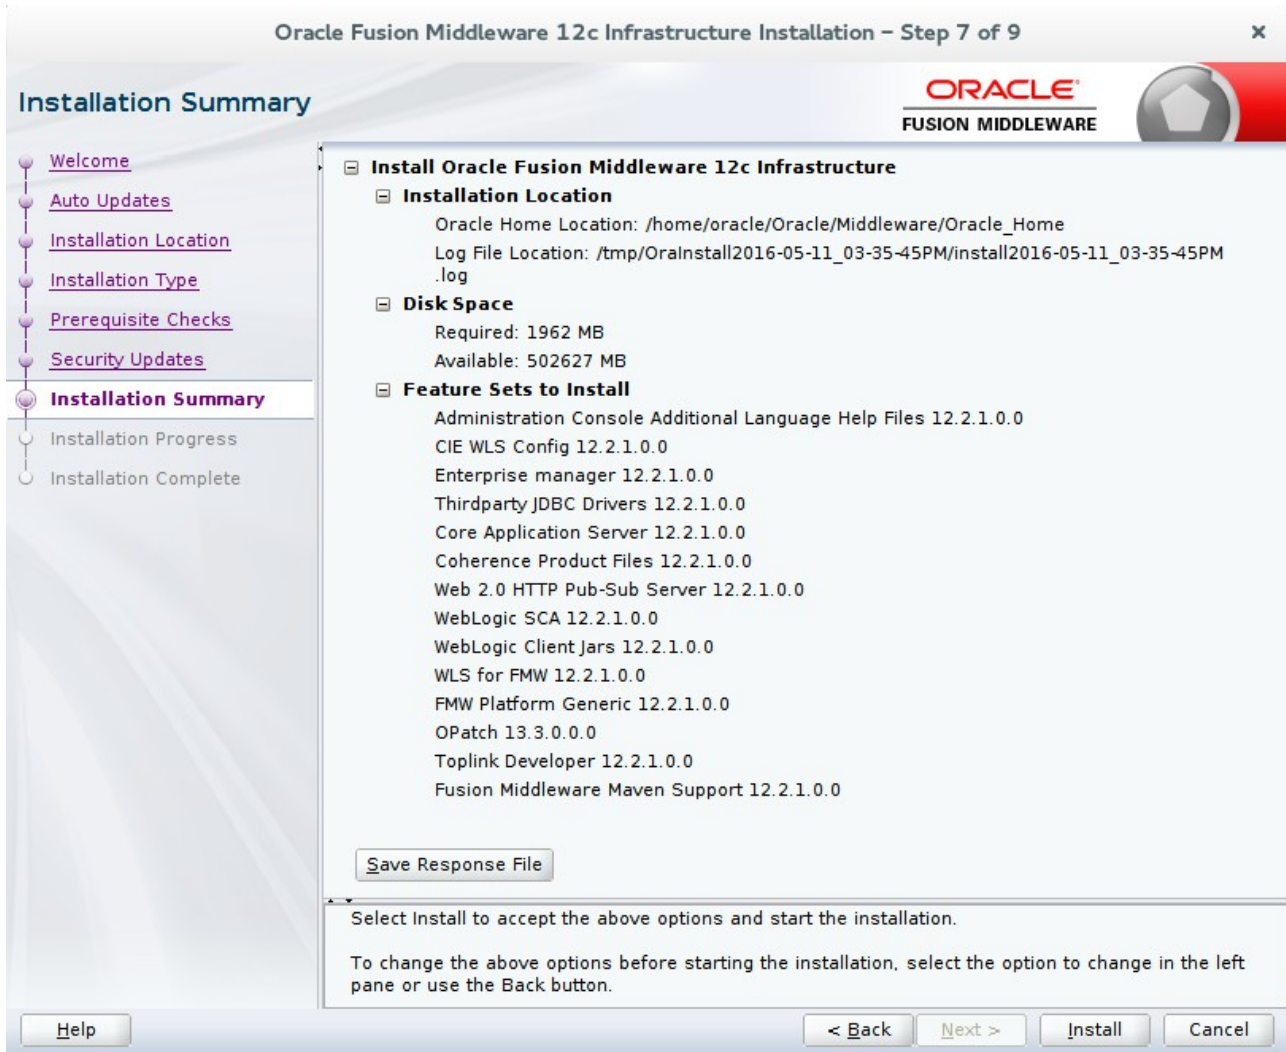 Oracle Fusion Middleware 12c Infrastructure Installation – Step 7 of 9
Installation Summary
ORACLE
FUSION MIDDLEWARE
Welcome
Auto Updates
Installation Location
Installation Type
Prerequisite Checks
Security Updates
Installation Summary
Installation Progress
Installation Complete
Install Oracle Fusion Middleware 12c Infrastructure
Installation Location
Oracle Home Location: /home/oracle/Oracle/Middleware/Oracle_Home
Log File Location: /tmp/OraInstall2016-05-11_03-35-45PM/install2016-05-11_03-35-45PM
.log
Disk Space
Required: 1962 MB
Available: 502627 MB
Feature Sets to Install
Administration Console Additional Language Help Files 12.2.1.0.0
CIE WLS Config 12.2.1.0.0
Enterprise manager 12.2.1.0.0
Thirdparty JDBC Drivers 12.2.1.0.0
Core Application Server 12.2.1.0.0
Coherence Product Files 12.2.1.0.0
Web 2.0 HTTP Pub-Sub Server 12.2.1.0.0
WebLogic SCA 12.2.1.0.0
WebLogic Client Jars 12.2.1.0.0
WLS for FMW 12.2.1.0.0
FMW Platform Generic 12.2.1.0.0
OPatch 13.3.0.0.0
Toplink Developer 12.2.1.0.0
Fusion Middleware Maven Support 12.2.1.0.0
Save Response File
Select Install to accept the above options and start the installation.
To change the above options before starting the installation, select the option to change in the left
pane or use the Back button.
Help
< Back
Next >
Install
Cancel